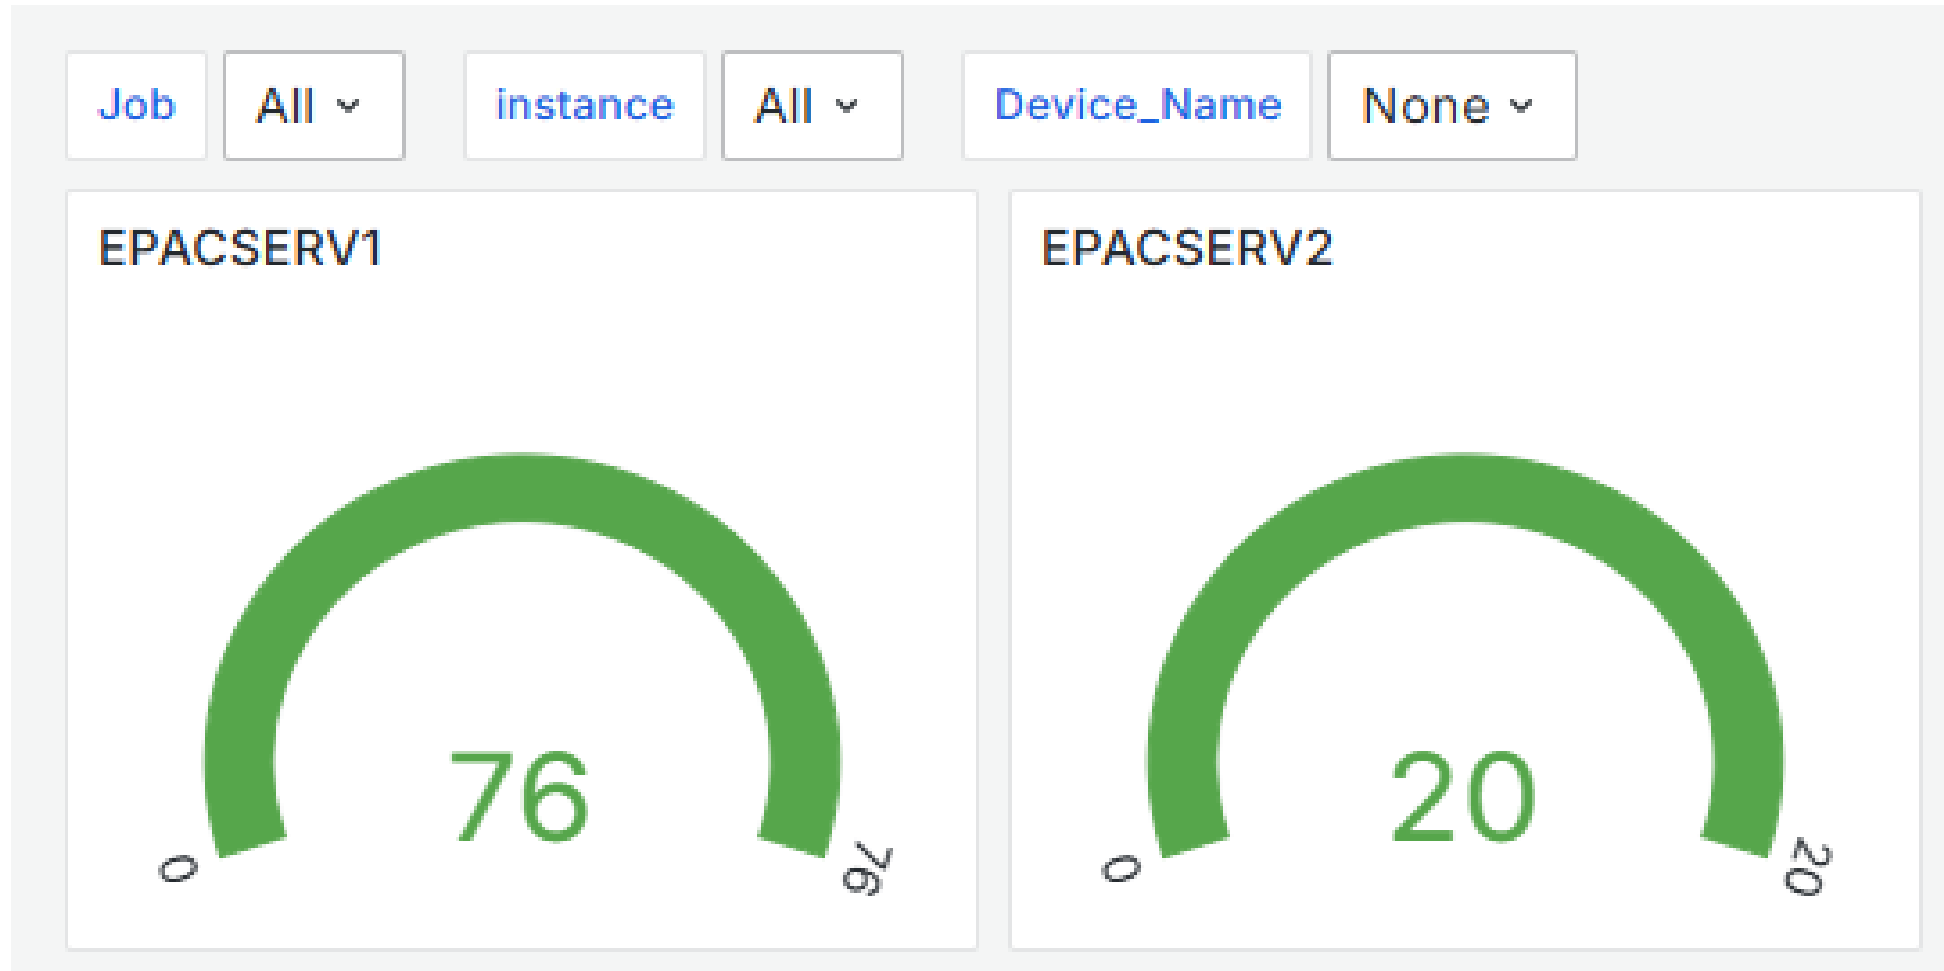 Job All instance All Device_Name None
EPACSERV1
76
0
76
EPACSERV2
20
0
20